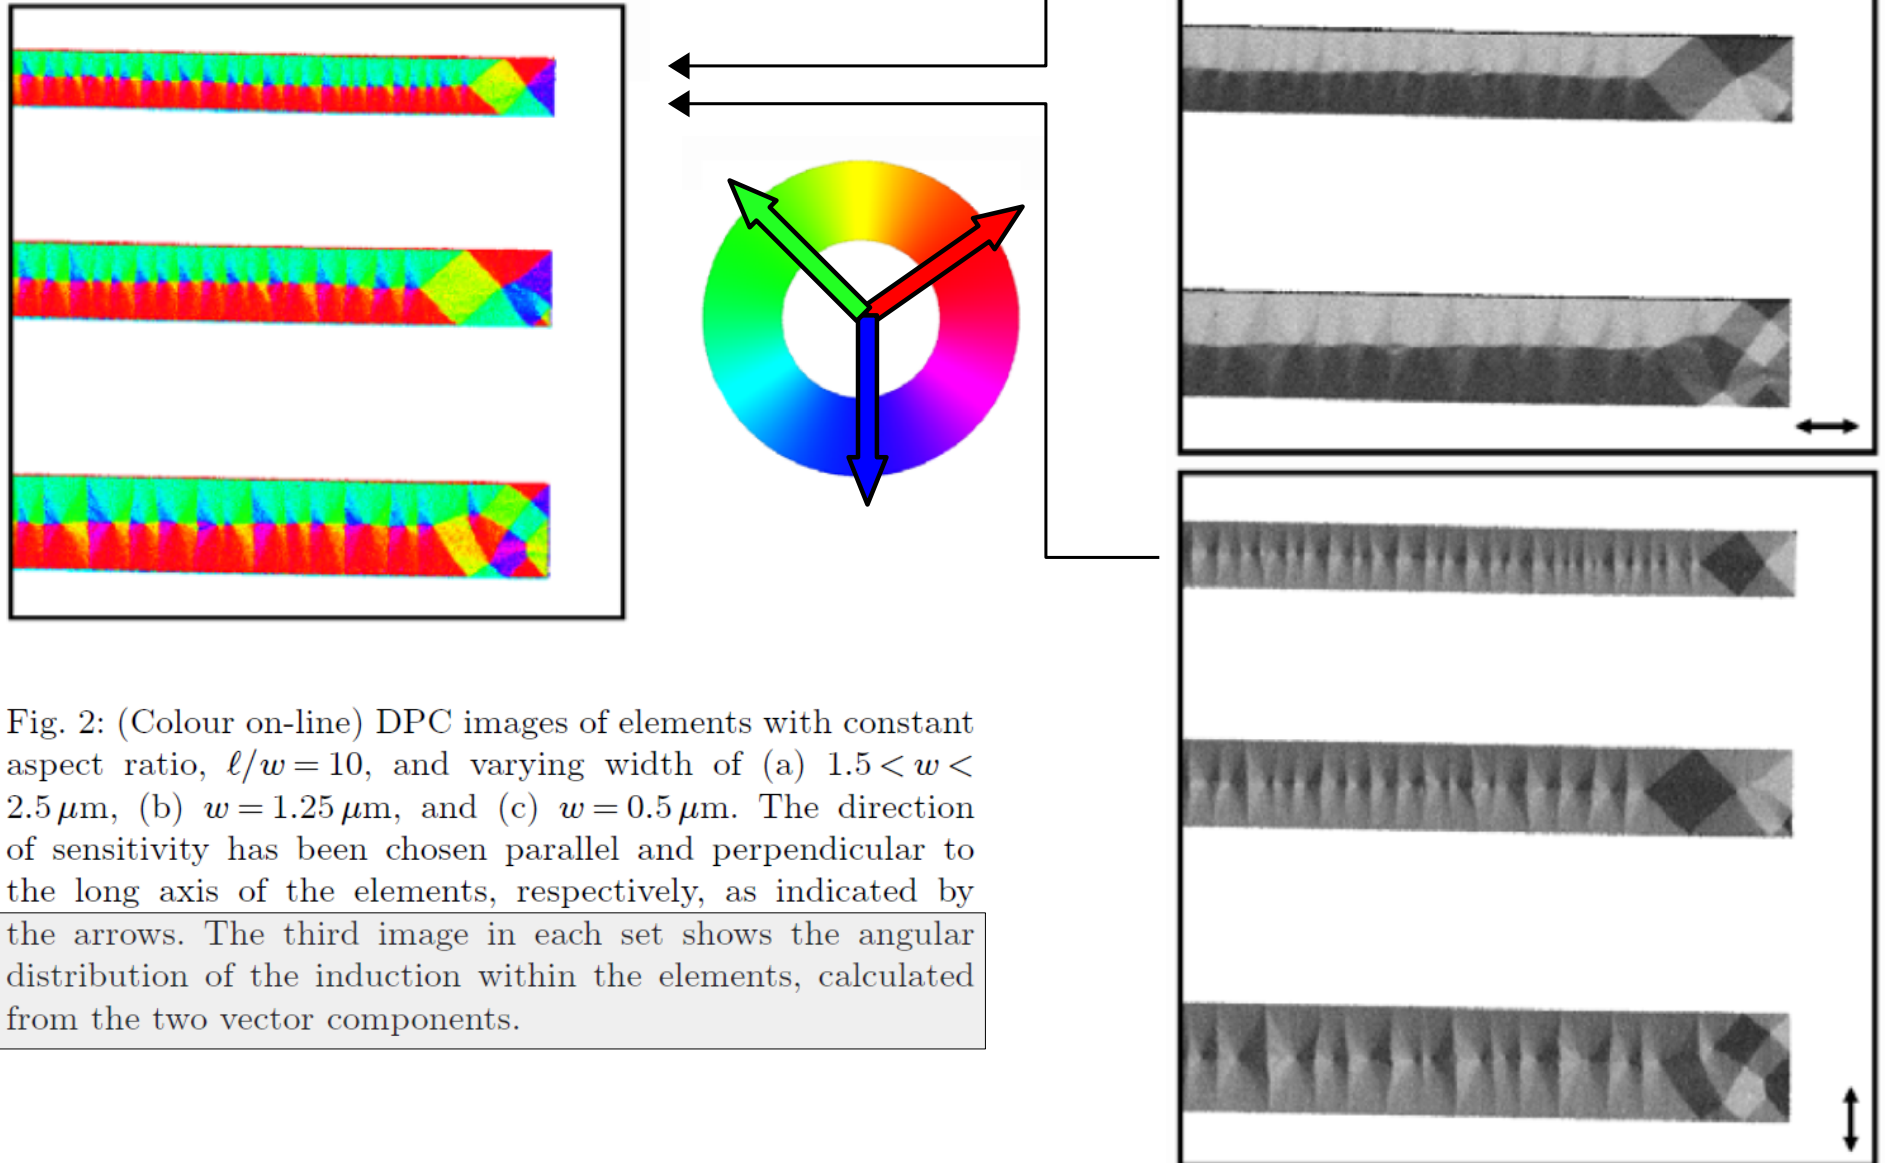 Fig. 2: (Colour on-line) DPC images of elements with constant
aspect ratio, ℓ/w = 10, and varying width of (a) 1.5 < w <
2.5 μm, (b) w = 1.25 μm, and (c) w = 0.5 μm. The direction
of sensitivity has been chosen parallel and perpendicular to
the long axis of the elements, respectively, as indicated by
the arrows. The third image in each set shows the angular
distribution of the induction within the elements, calculated
from the two vector components.